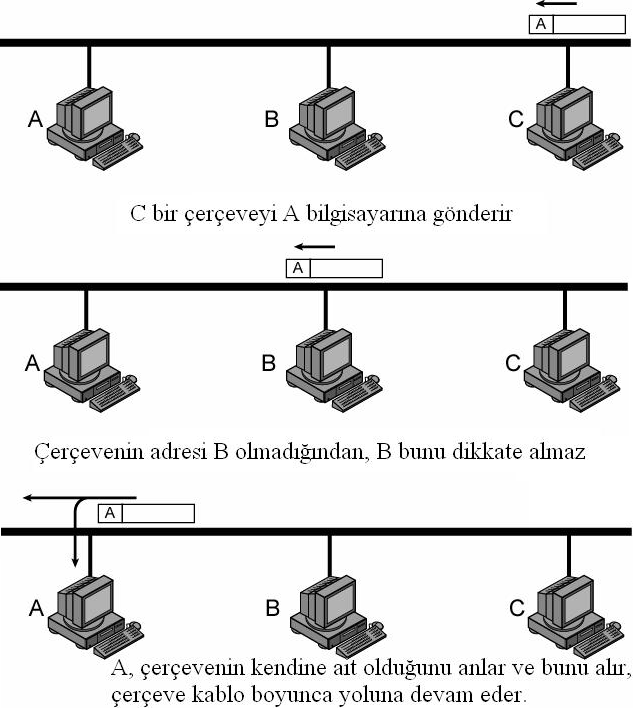 A
A B C
C bir çerçeveyi A bilgisayarına gönderir
A
A B C
Çerçevenin adresi B olmadığından, B bunu dikkate almaz
A
A B C
A, çerçevenin kendine ait olduğunu anlar ve bunu alır,
çerçeve kablo boyunca yoluna devam eder.